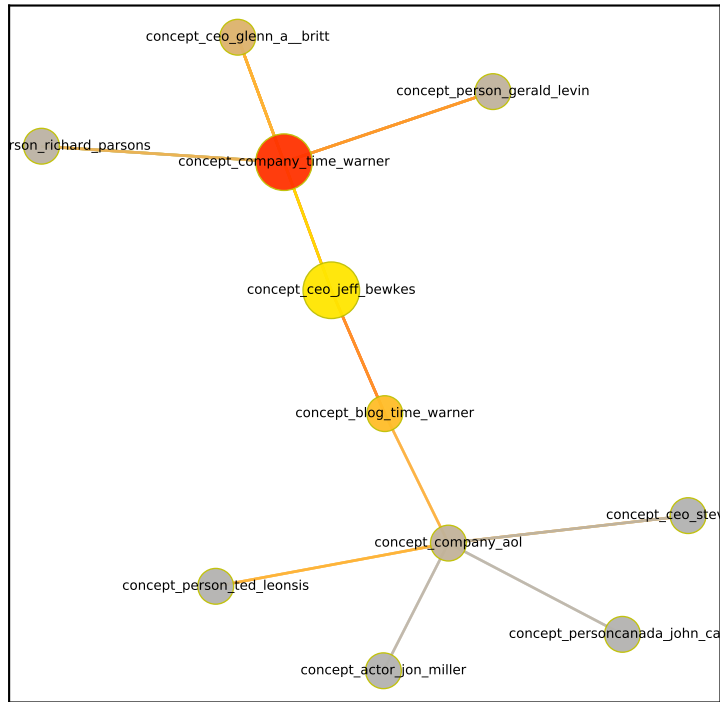 concept_ceo_glenn_a__britt
concept_person_gerald_levin
rson_richard_parsons
concept_company_time_warner
concept_ceo_jeff_bewkes
concept_blog_time_warner
concept_ceo_stev
concept_company_aol
concept_person_ted_leonsis
concept_personcanada_john_ca
concept_actor_jon_miller